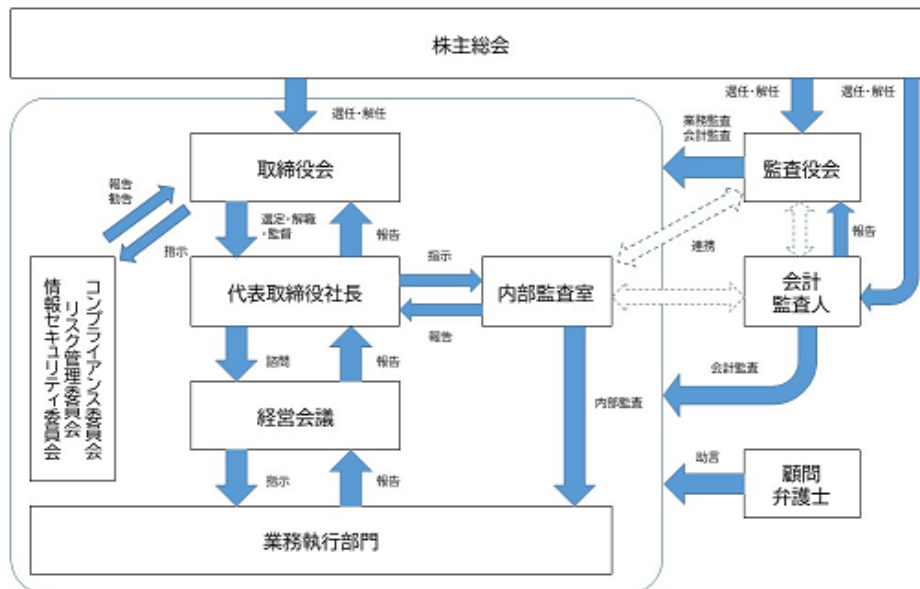 株主総会
選任・解任
選任・解任
選任・解任
業務監査
会計監査
取締役会
監査役会
報告
勧告
指示
選定・解職
・監督
報告
連携
報告
指示
代表取締役社長
内部監査室
会計
監査人
報告
コンプライアンス委員会
リスク管理委員会
情報セキュリティ委員会
諮問
報告
会計監査
経営会議
内部監査
指示
報告
助言
顧問
弁護士
業務執行部門